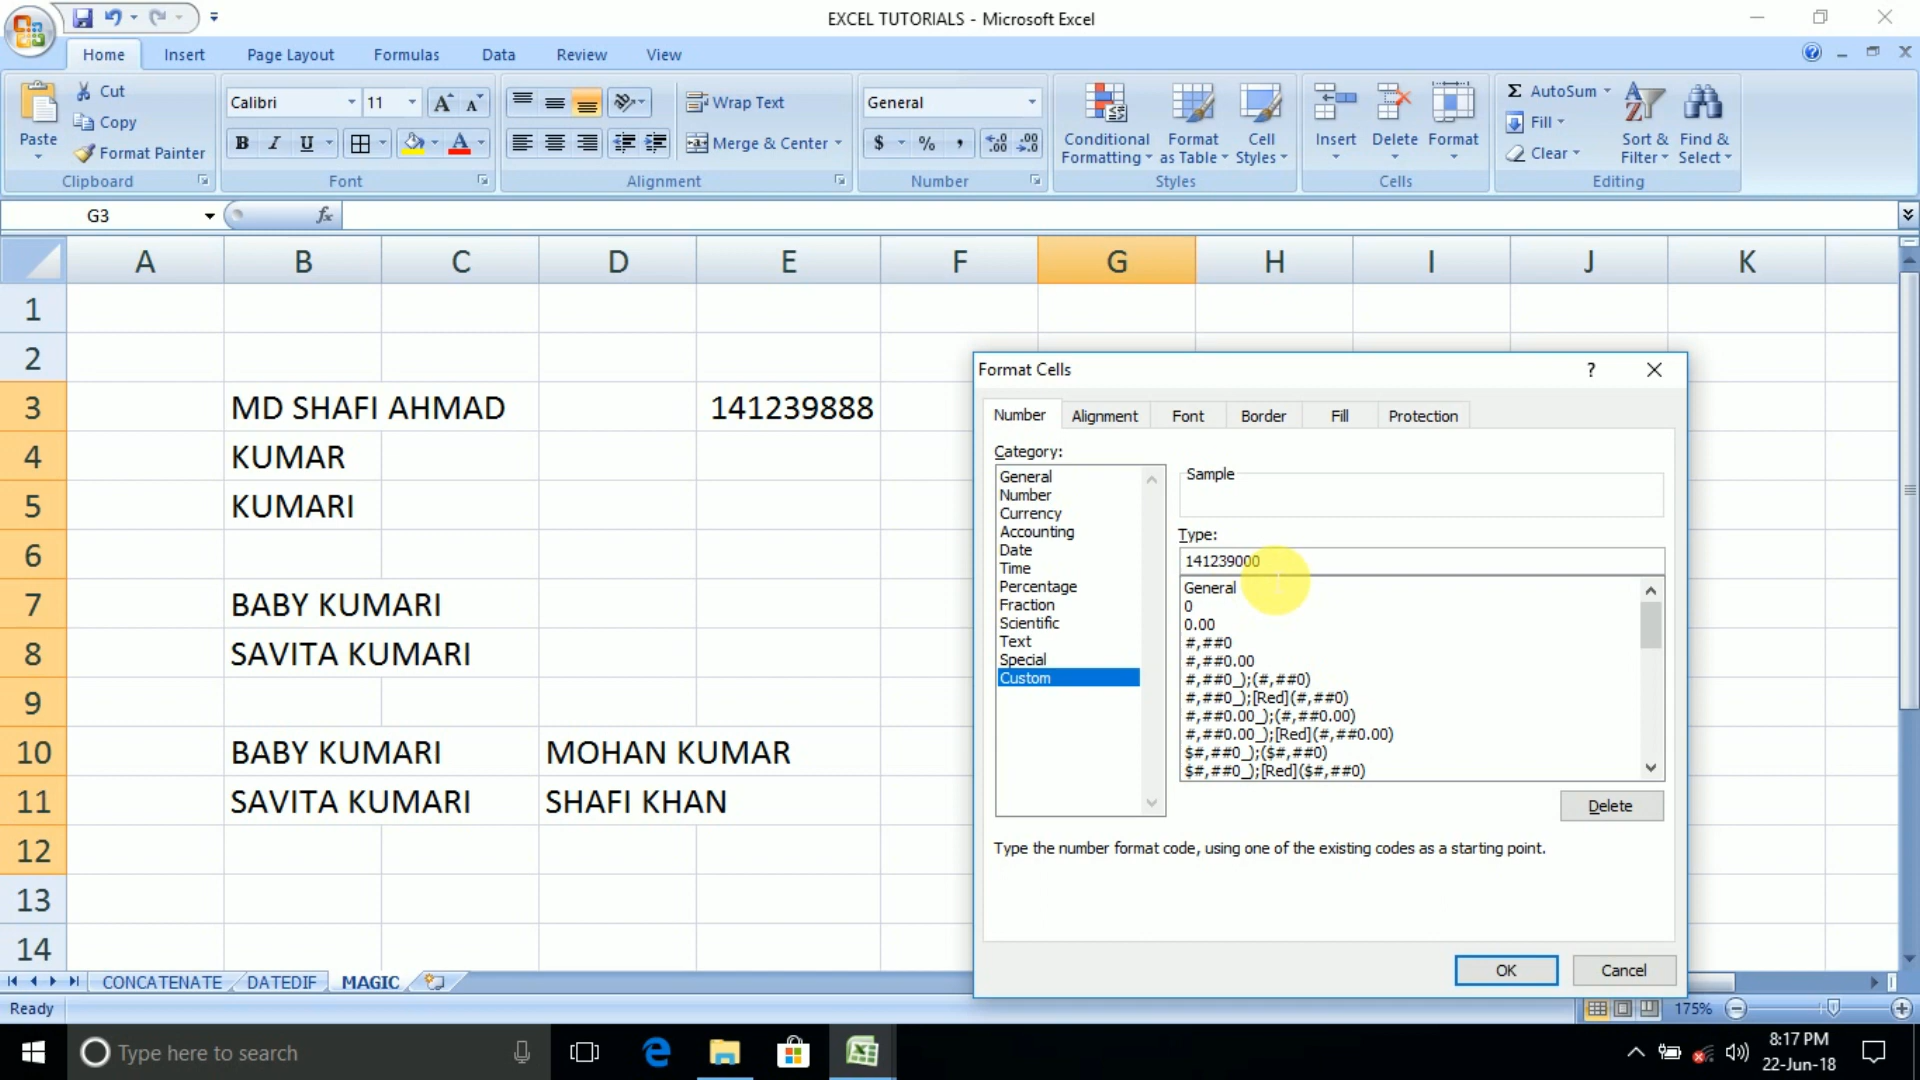 EXCEL TUTORIALS - Microsoft Excel
Home Insert Page Layout Formulas Data Review View
Paste Cut Copy Format Painter
Calibri 11 A A
B I U A
Wrap Text
Merge & Center
General
$ % , .00 .00
Conditional Formatting Format as Table Cell Styles
Insert Delete Format
Σ AutoSum Fill Clear
Sort & Filter Find & Select
Clipboard Font Alignment Number Styles Cells Editing
G3 fx
A B C D E F G H I J K
1
2
3 MD SHAFI AHMAD 141239888
4 KUMAR
5 KUMARI
6
7 BABY KUMARI
8 SAVITA KUMARI
9
10 BABY KUMARI MOHAN KUMAR
11 SAVITA KUMARI SHAFI KHAN
12
13
14
Format Cells ?
Number Alignment Font Border Fill Protection
Category:
General
Number
Currency
Accounting
Date
Time
Percentage
Fraction
Scientific
Text
Special
Custom
Sample
Type:
141239000
General
0
0.00
#,##0
#,##0.00
#,##0_);(#,##0)
#,##0_);[Red](#,##0)
#,##0.00_);(#,##0.00)
#,##0.00_);[Red](#,##0.00)
$#,##0_);($#,##0)
$#,##0_);[Red]($#,##0)
Delete
Type the number format code, using one of the existing codes as a starting point.
OK Cancel
CONCATENATE DATEDIF MAGIC
Ready 175%
Type here to search
8:17 PM
22-Jun-18